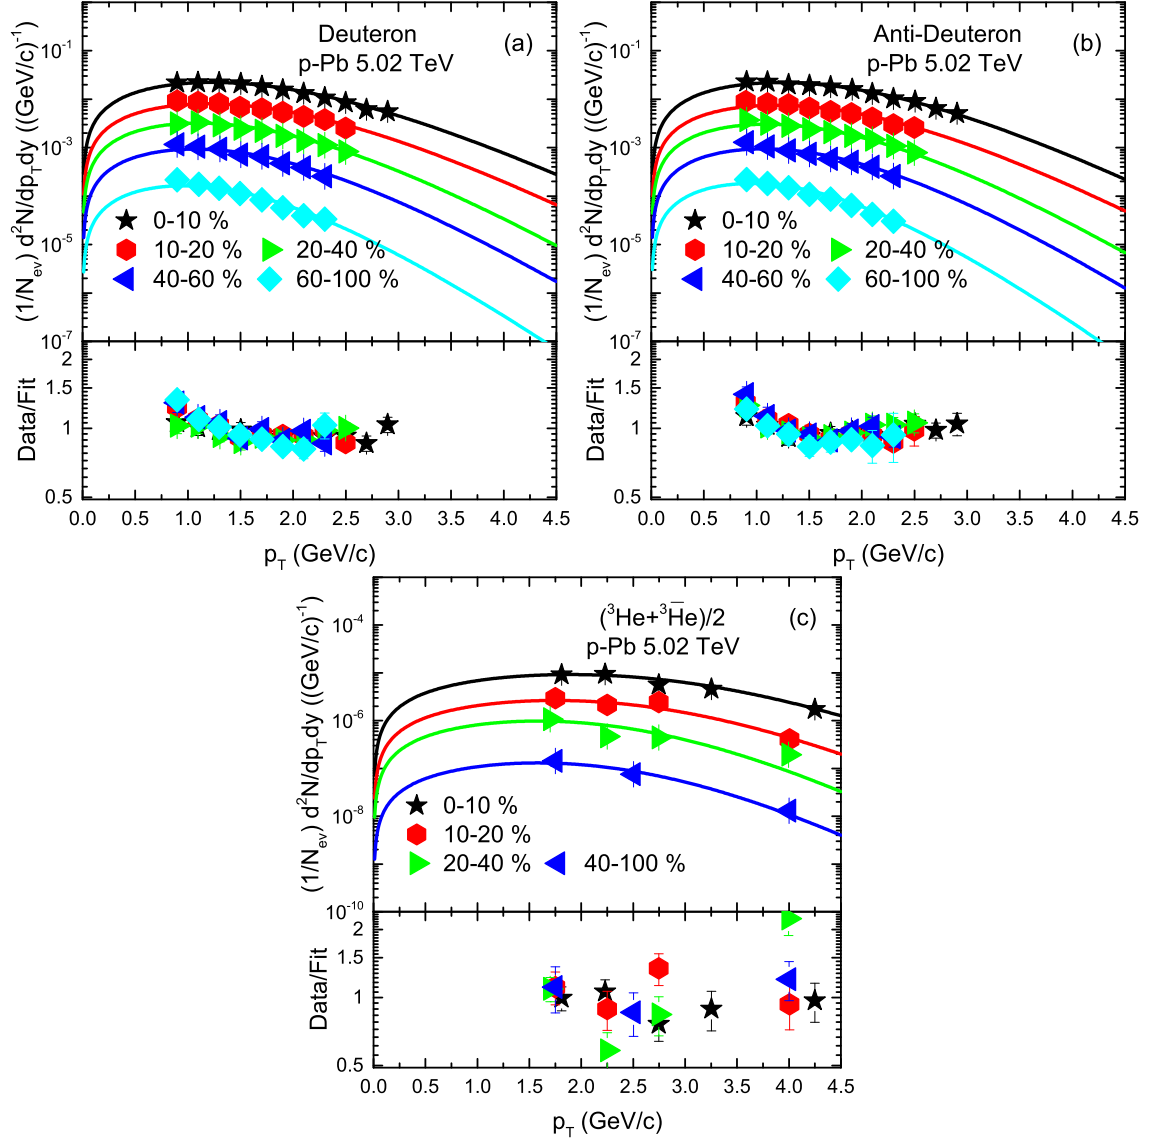 Deuteron
(a)
p-Pb 5.02 TeV
(1/N_ev) d²N/dp_Tdy ((GeV/c)⁻¹)
10⁻¹
10⁻³
10⁻⁵
10⁻⁷
0-10 %
10-20 % 20-40 %
40-60 % 60-100 %
Data/Fit
2
1.5
1
0.5
0.0 0.5 1.0 1.5 2.0 2.5 3.0 3.5 4.0 4.5
p_T (GeV/c)
Anti-Deuteron
(b)
p-Pb 5.02 TeV
(1/N_ev) d²N/dp_Tdy ((GeV/c)⁻¹)
10⁻¹
10⁻³
10⁻⁵
10⁻⁷
0-10 %
10-20 % 20-40 %
40-60 % 60-100 %
Data/Fit
2
1.5
1
0.5
0.0 0.5 1.0 1.5 2.0 2.5 3.0 3.5 4.0 4.5
p_T (GeV/c)
(³He+³H̅e)/2
(c)
p-Pb 5.02 TeV
(1/N_ev) d²N/dp_Tdy ((GeV/c)⁻¹)
10⁻⁴
10⁻⁶
10⁻⁸
10⁻¹⁰
0-10 %
10-20 %
20-40 % 40-100 %
Data/Fit
2
1.5
1
0.5
0.0 0.5 1.0 1.5 2.0 2.5 3.0 3.5 4.0 4.5
p_T (GeV/c)